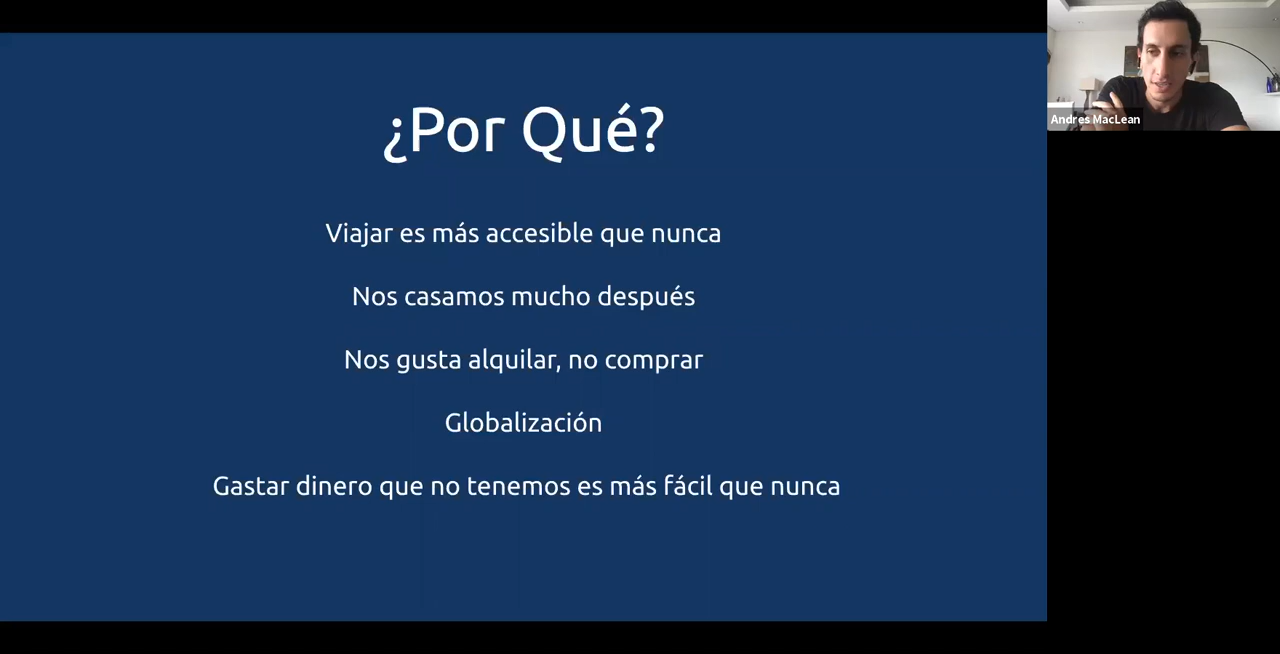 ¿Por Qué?
Viajar es más accesible que nunca
Nos casamos mucho después
Nos gusta alquilar, no comprar
Globalización
Gastar dinero que no tenemos es más fácil que nunca
Andres MacLean